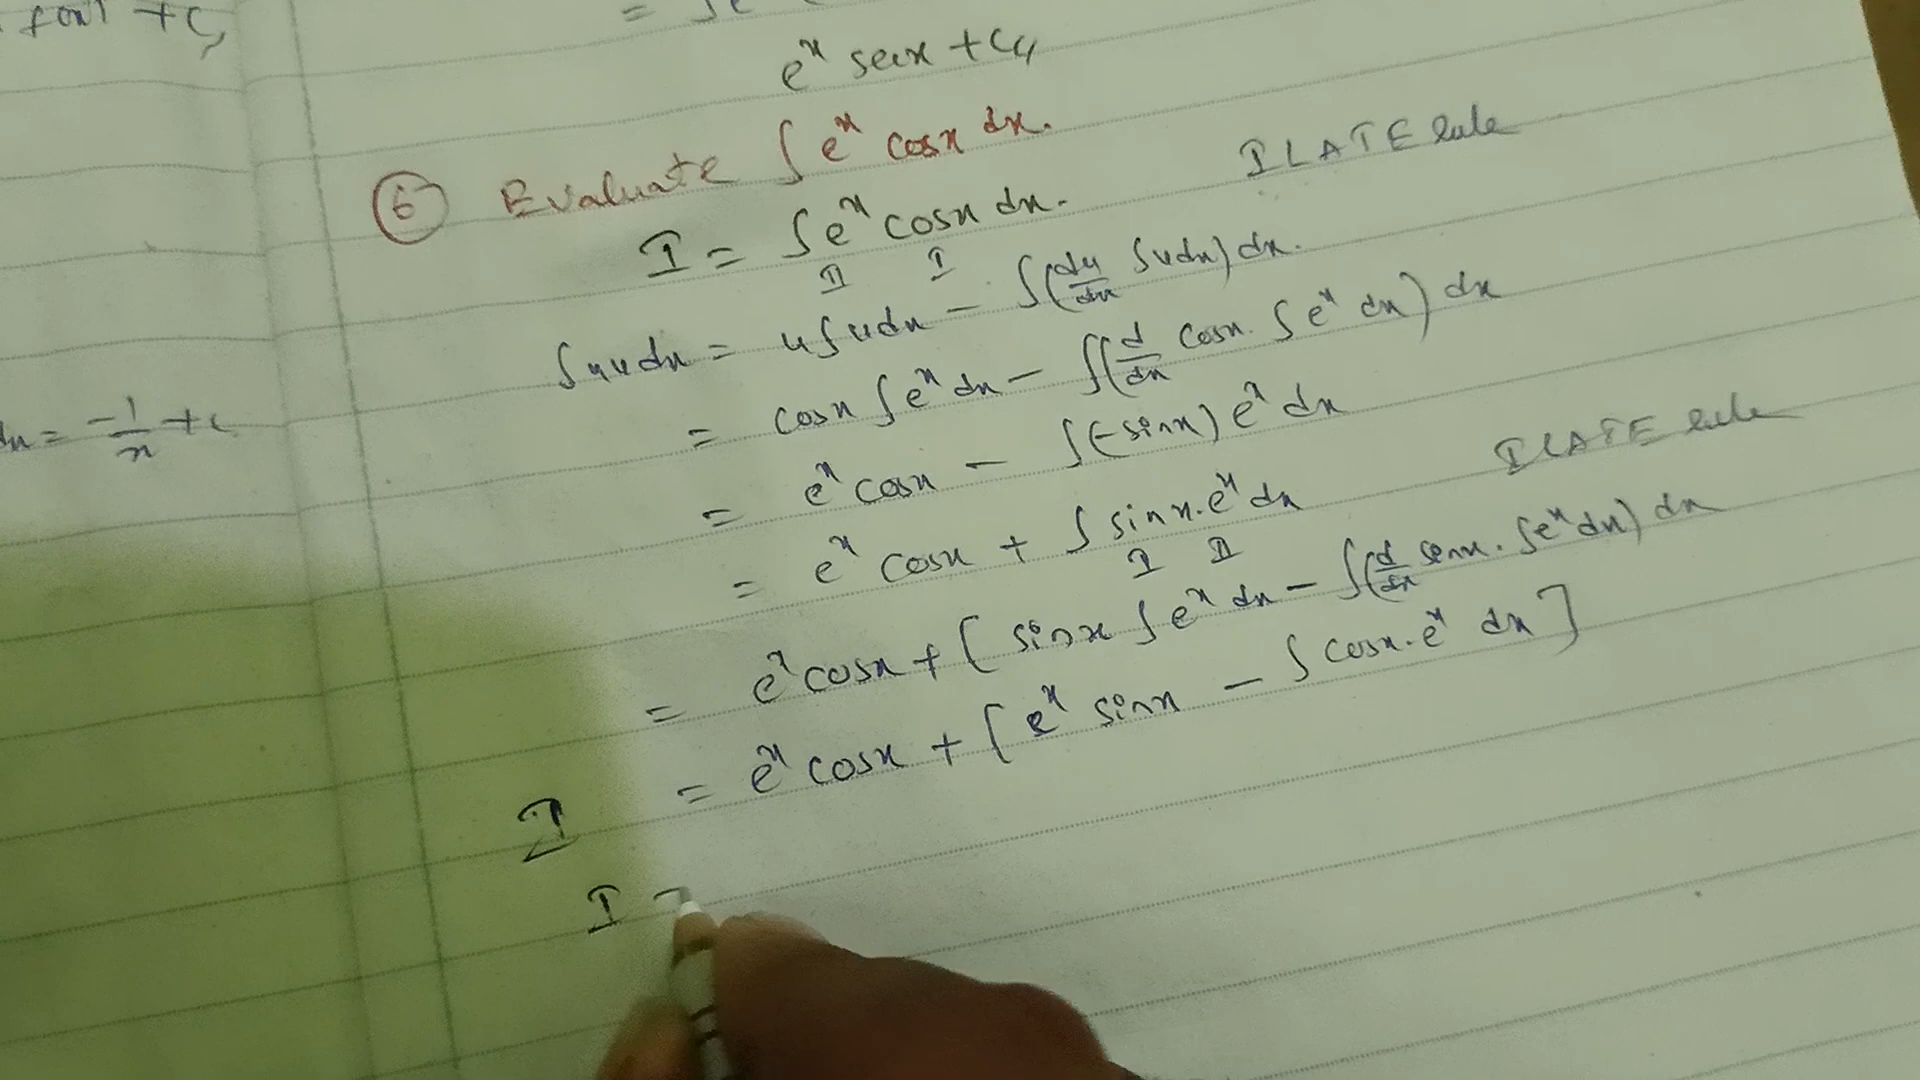 + c,
= ∫e
e^x secx + c,,
⑥ Evaluate ∫ e^x cosx dx.
I = ∫e^x cosx dx. ILATE rule
II I
∫uv dx = u∫v dx − ∫(du/dx ∫v dx) dx.
= cosx ∫e^x dx − ∫(d/dx cosx. ∫e^x dx) dx
dx = -1/x + c
= e^x cosx − ∫(-sinx) e^x dx
= e^x cosx + ∫ sinx.e^x dx ILATE rule
I II
= e^x cosx + [ sinx ∫e^x dx − ∫(d/dx sinx. ∫e^x dx) dx
= e^x cosx + [ e^x sinx − ∫ cosx.e^x dx ]
I
I =